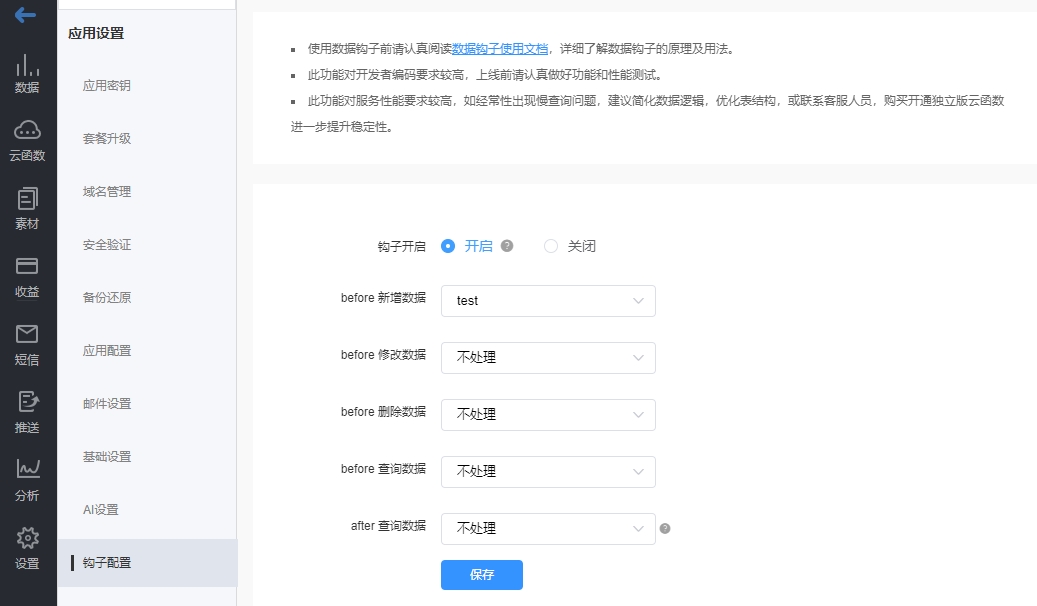 数据
云函数
素材
收益
短信
推送
分析
设置
应用设置
应用密钥
套餐升级
域名管理
安全验证
备份还原
应用配置
邮件设置
基础设置
AI设置
钩子配置
使用数据钩子前请认真阅读数据钩子使用文档，详细了解数据钩子的原理及用法。
此功能对开发者编码要求较高，上线前请认真做好功能和性能测试。
此功能对服务性能要求较高，如经常性出现慢查询问题，建议简化数据逻辑，优化表结构，或联系客服人员，购买开通独立版云函数
进一步提升稳定性。
钩子开启 开启 ? 关闭
before 新增数据 test
before 修改数据 不处理
before 删除数据 不处理
before 查询数据 不处理
after 查询数据 不处理 ?
保存